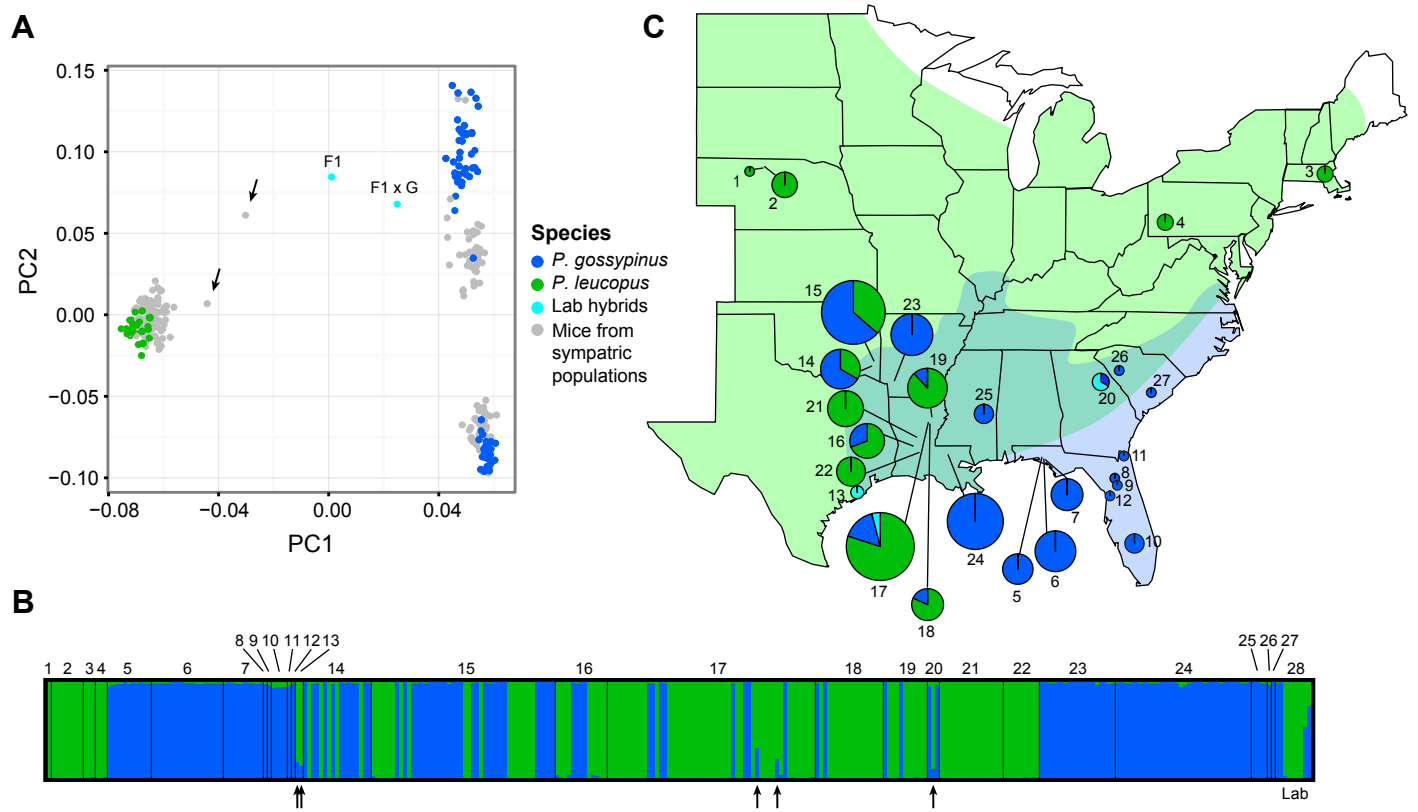 A
0.15
0.10
0.05
0.00
−0.05
−0.10
PC2
−0.08
−0.04
0.00
0.04
PC1
F1
F1 x G
Species
P. gossypinus
P. leucopus
Lab hybrids
Mice from
sympatric
populations
C
1
2
3
4
15
23
14
19
21
16
22
13
17
18
24
5
6
7
25
26
20
27
11
8
9
12
10
B
8 9 10 11 12 13
25 26 27
1 2 3 4 5 6 7 14 15 16 17 18 19 20 21 22 23 24 28
Lab